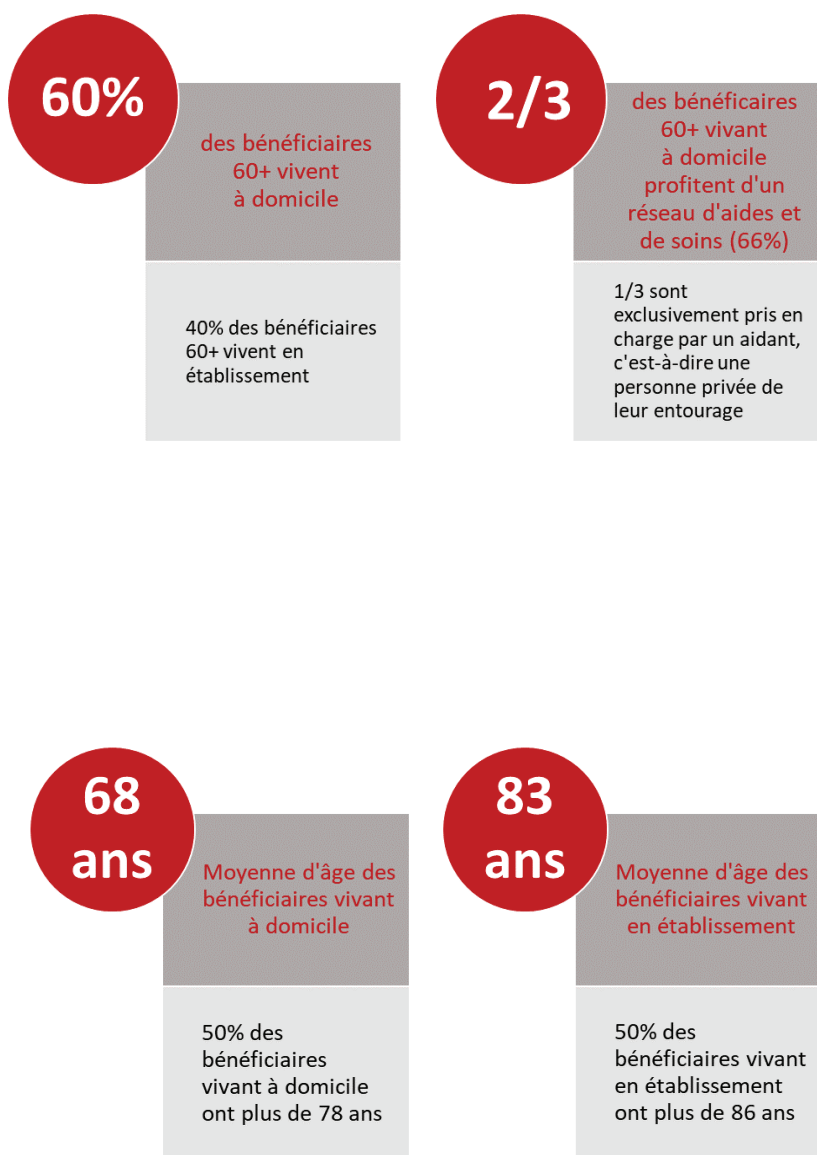 60%
des bénéficiaires
60+ vivent
à domicile
40% des bénéficiaires
60+ vivent en
établissement
2/3
des bénéficaires
60+ vivant
à domicile
profitent d'un
réseau d'aides et
de soins (66%)
1/3 sont
exclusivement pris en
charge par un aidant,
c'est-à-dire une
personne privée de
leur entourage
68
ans
Moyenne d'âge des
bénéficiaires vivant
à domicile
50% des
bénéficiaires
vivant à domicile
ont plus de 78 ans
83
ans
Moyenne d'âge des
bénéficiaires vivant
en établissement
50% des
bénéficiaires vivant
en établissement
ont plus de 86 ans